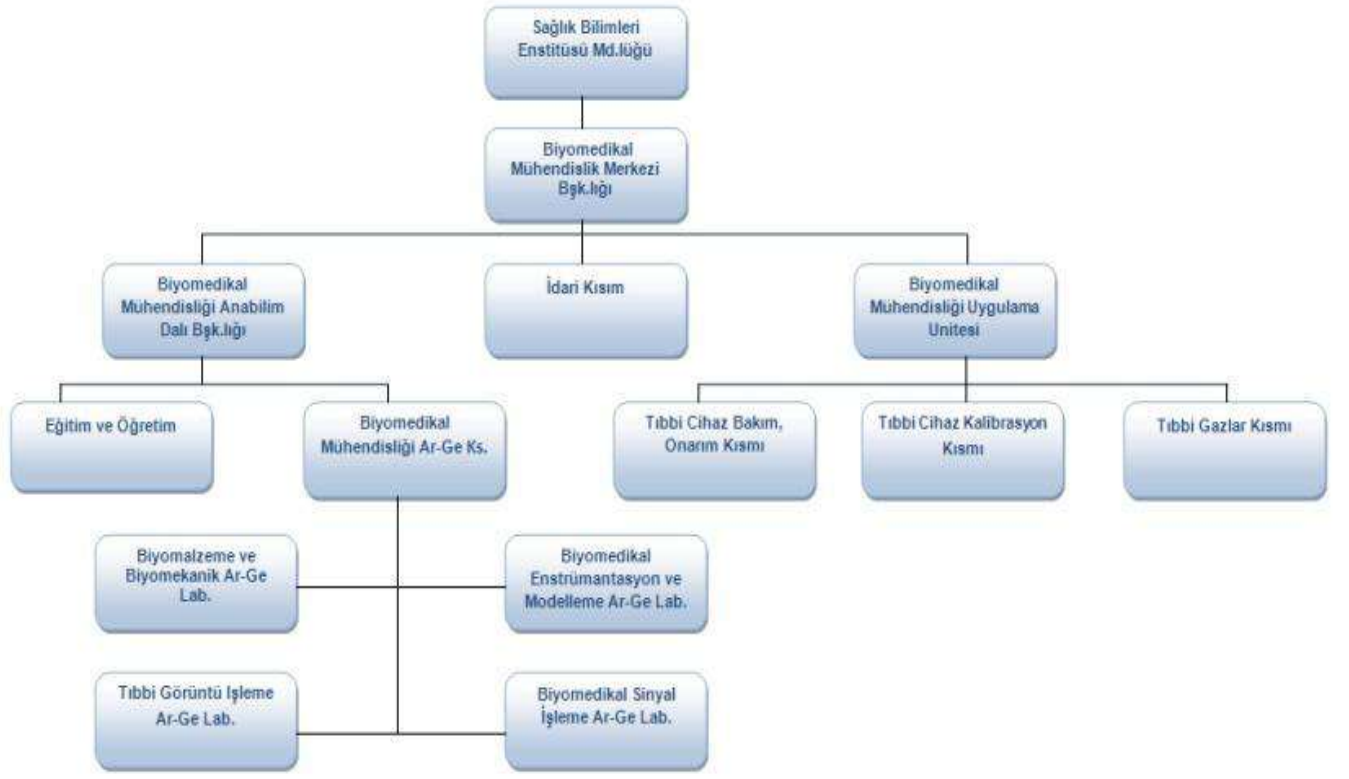 Sağlık Bilimleri
Enstitüsü Md.lüğü
Biyomedikal
Mühendislik Merkezi
Bşk.lığı
Biyomedikal
Mühendisliği Anabilim
Dalı Bşk.lığı
İdari Kısım
Biyomedikal
Mühendisliği Uygulama
Unitesi
Eğitim ve Öğretim
Biyomedikal
Mühendisliği Ar-Ge Ks.
Tıbbi Cihaz Bakım,
Onarım Kısmı
Tıbbi Cihaz Kalibrasyon
Kısmı
Tıbbi Gazlar Kısmı
Biyomalzeme ve
Biyomekanik Ar-Ge
Lab.
Biyomedikal
Enstrümantasyon ve
Modelleme Ar-Ge Lab.
Tıbbi Görüntü Işleme
Ar-Ge Lab.
Biyomedikal Sinyal
İşleme Ar-Ge Lab.